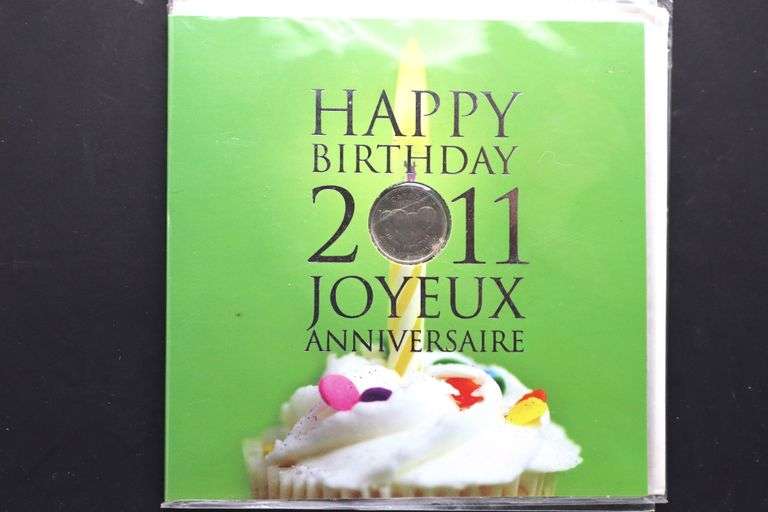 HAPPY
BIRTHDAY
2011
JOYEUX
ANNIVERSAIRE